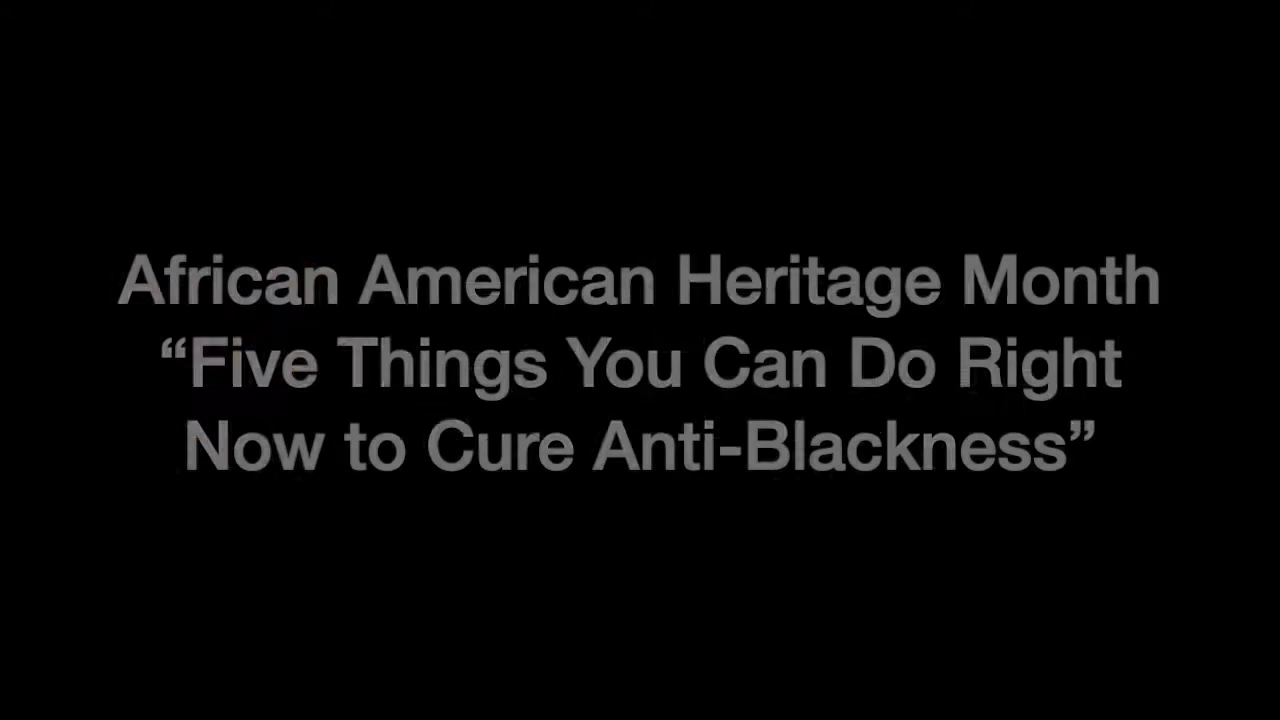 African American Heritage Month
“Five Things You Can Do Right
Now to Cure Anti-Blackness”